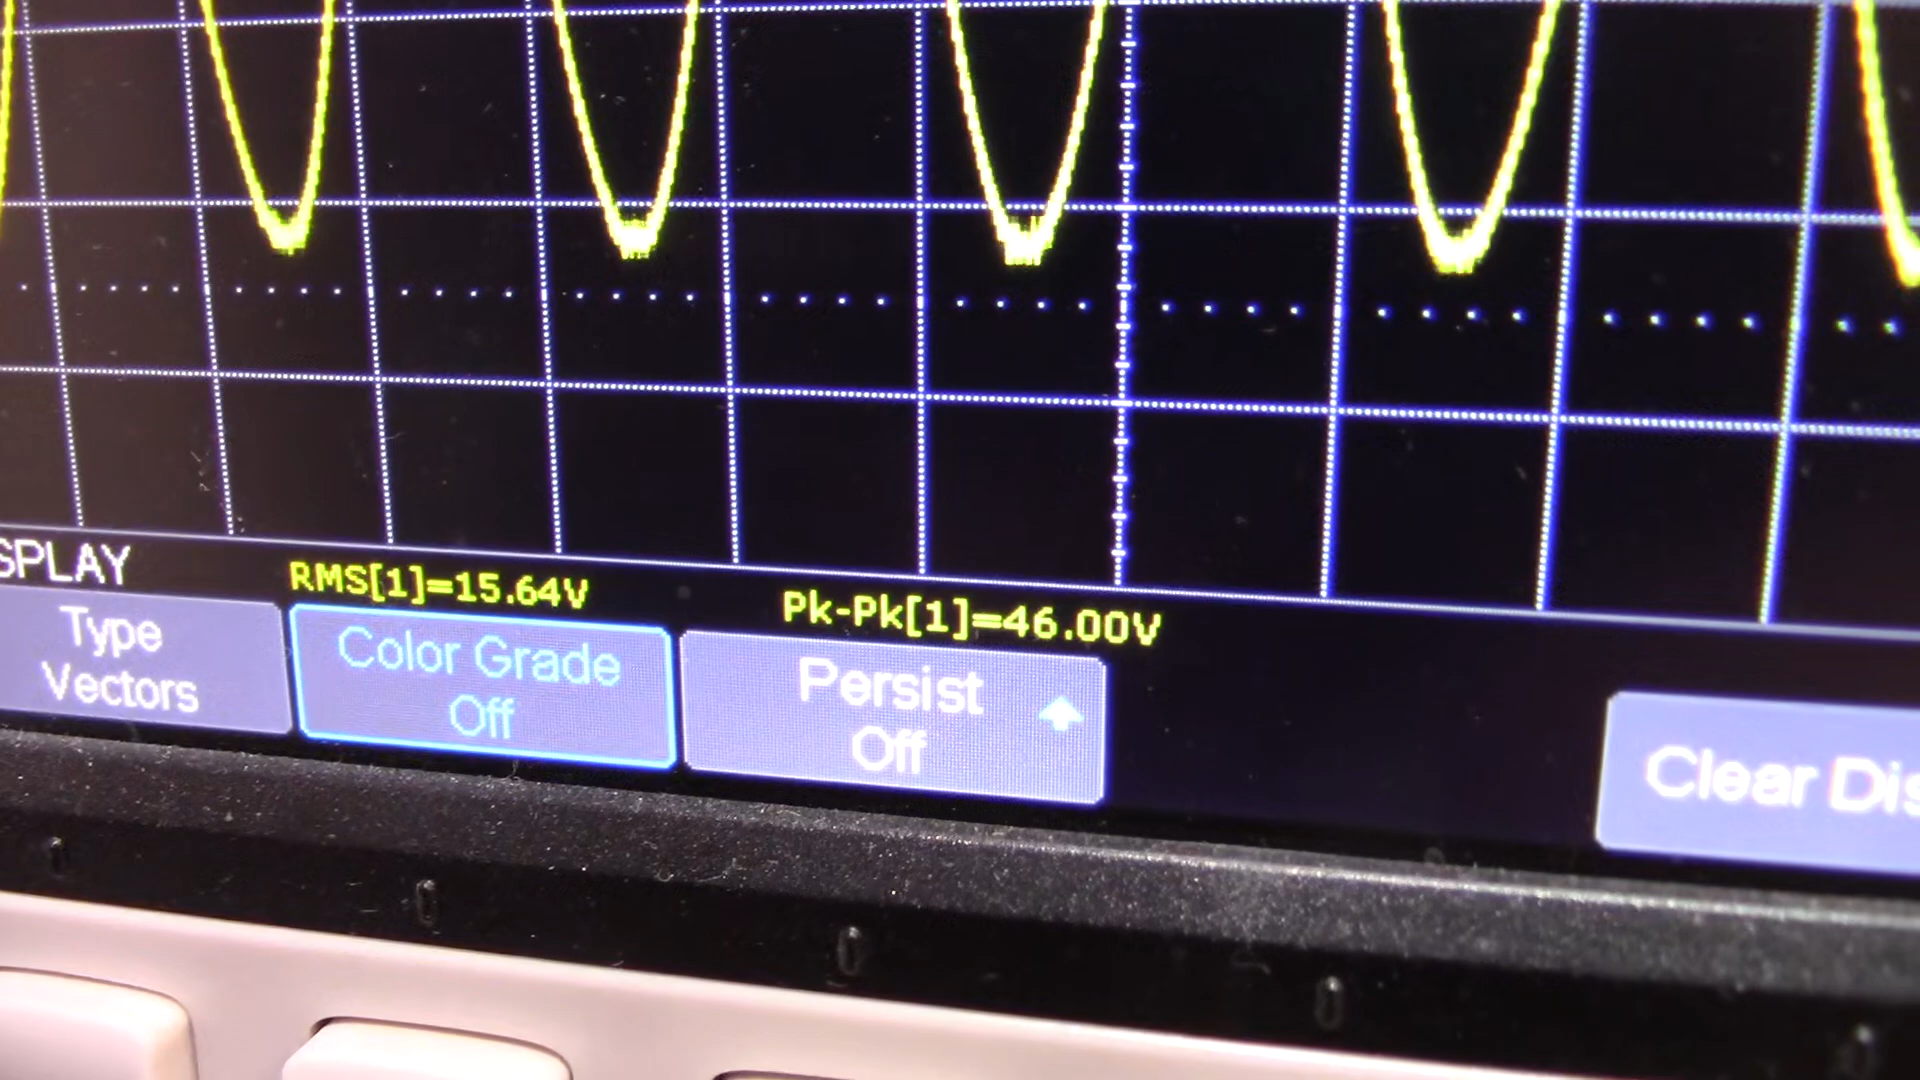 SPLAY
RMS[1]=15.64V
Pk-Pk[1]=46.00V
Type
Vectors
Color Grade
Off
Persist
Off
Clear Dis